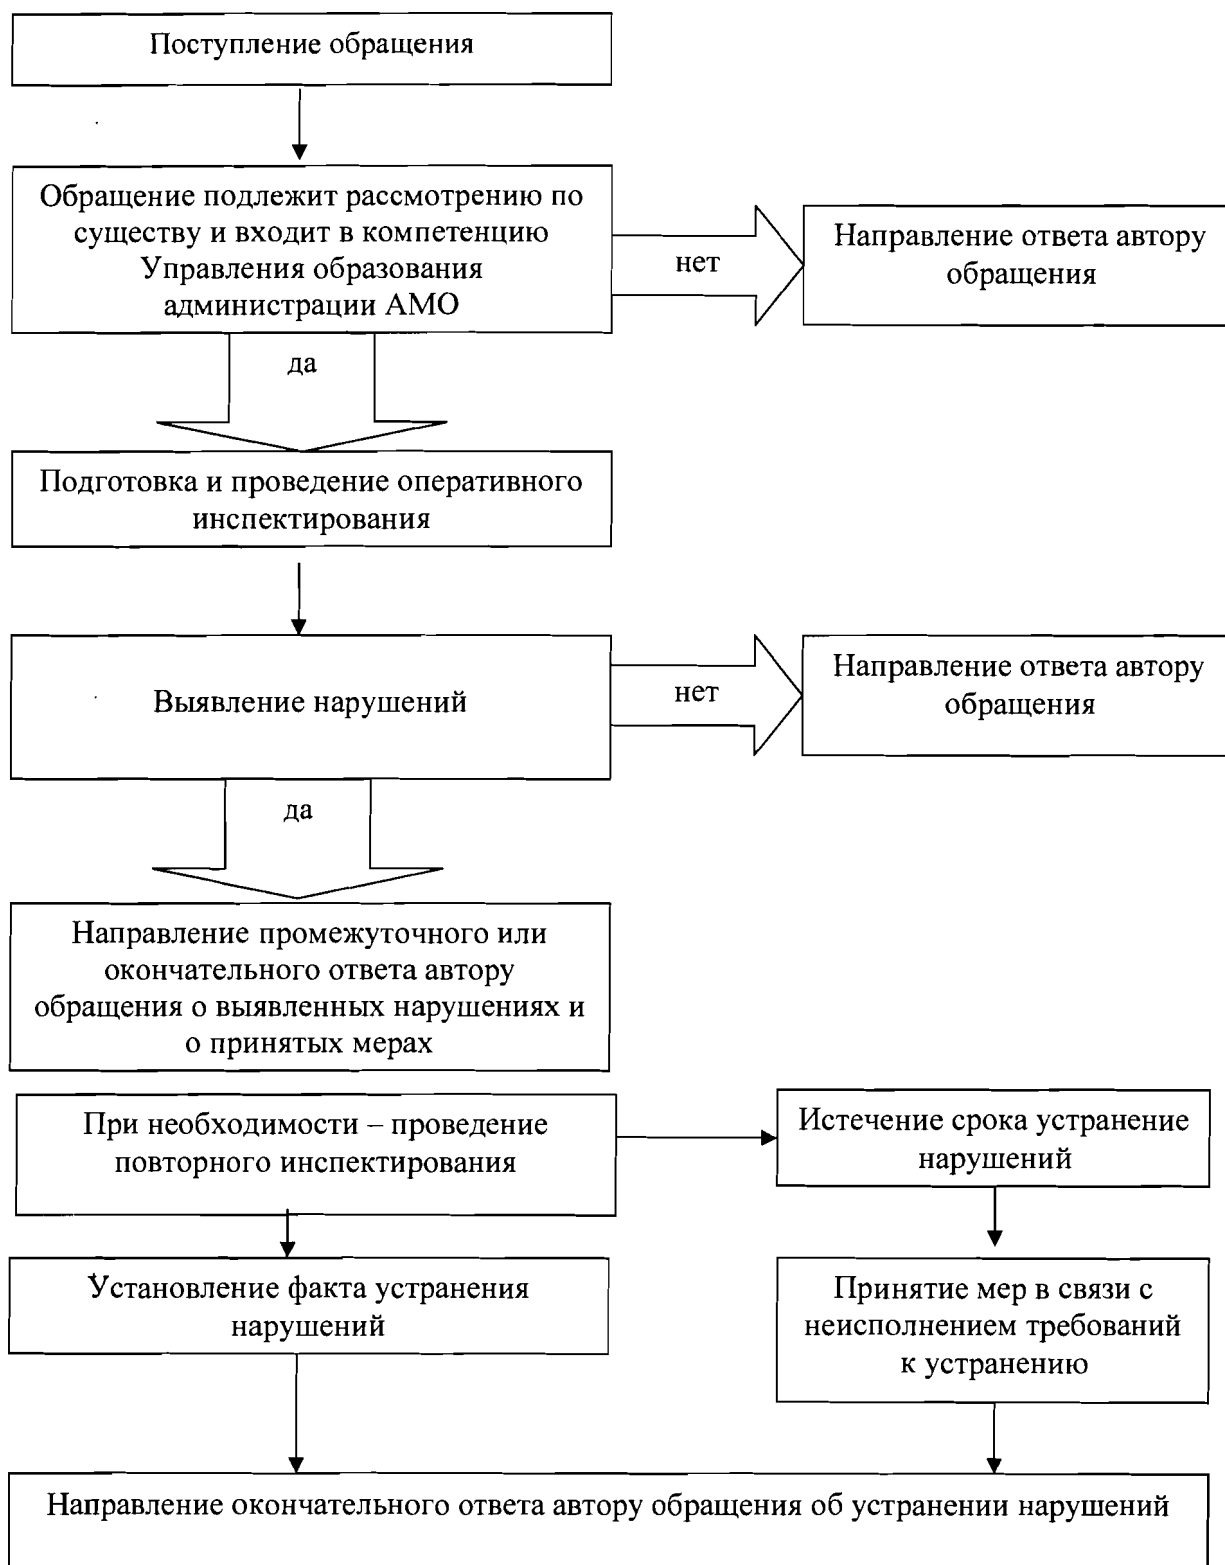 Поступление обращения
Обращение подлежит рассмотрению по
существу и входит в компетенцию
Управления образования
администрации АМО
нет
Направление ответа автору
обращения
да
Подготовка и проведение оперативного
инспектирования
Выявление нарушений
нет
Направление ответа автору
обращения
да
Направление промежуточного или
окончательного ответа автору
обращения о выявленных нарушениях и
о принятых мерах
При необходимости – проведение
повторного инспектирования
Истечение срока устранение
нарушений
Установление факта устранения
нарушений
Принятие мер в связи с
неисполнением требований
к устранению
Направление окончательного ответа автору обращения об устранении нарушений